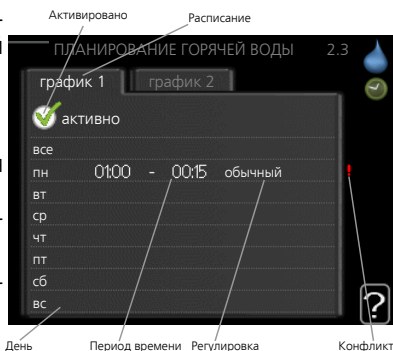 Активировано
Расписание
ПЛАНИРОВАНИЕ ГОРЯЧЕЙ ВОДЫ 2.3
график 1 график 2
активно
все
пн 01:00 - 00:15 обычный !
вт
ср
чт
пт
сб
вс
?
День Период времени Регулировка Конфликт